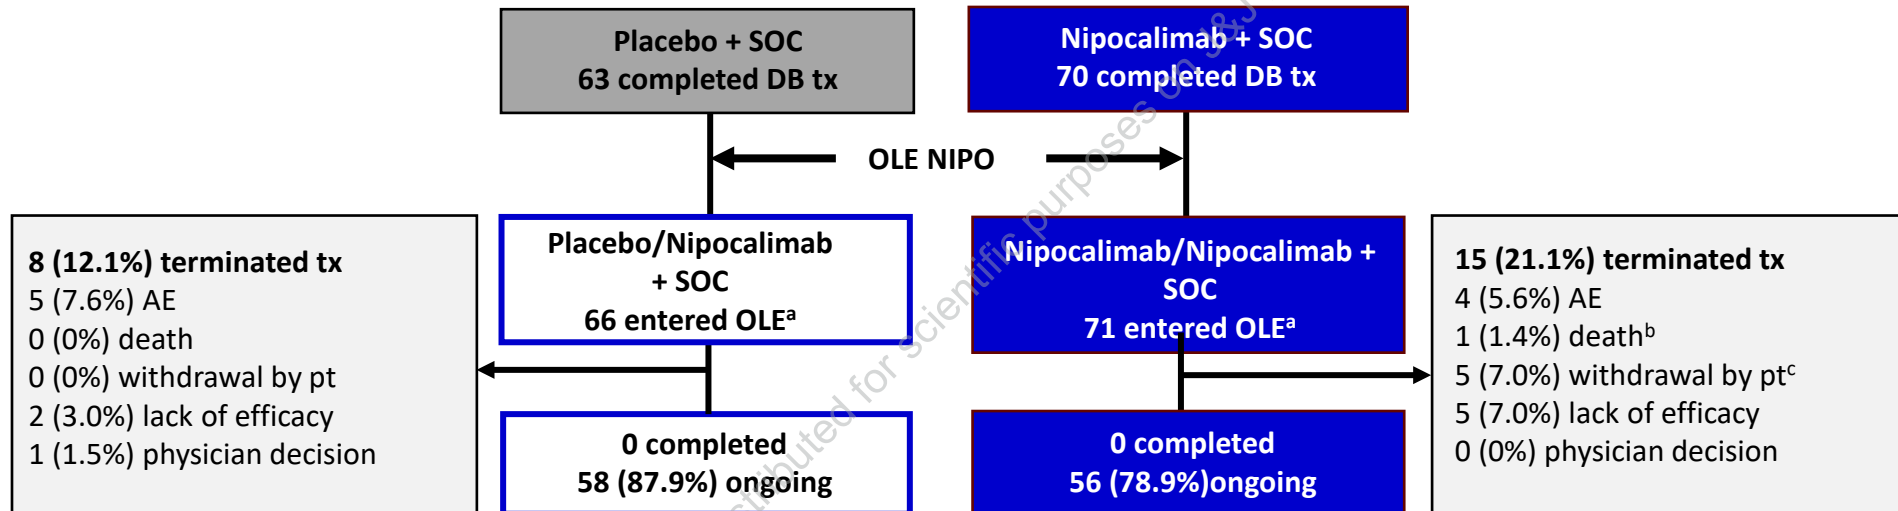 Placebo + SOC
63 completed DB tx
Nipocalimab + SOC
70 completed DB tx
OLE NIPO
8 (12.1%) terminated tx
5 (7.6%) AE
0 (0%) death
0 (0%) withdrawal by pt
2 (3.0%) lack of efficacy
1 (1.5%) physician decision
Placebo/Nipocalimab
+ SOC
66 entered OLEᵃ
Nipocalimab/Nipocalimab +
SOC
71 entered OLEᵃ
15 (21.1%) terminated tx
4 (5.6%) AE
1 (1.4%) deathᵇ
5 (7.0%) withdrawal by ptᶜ
5 (7.0%) lack of efficacy
0 (0%) physician decision
0 completed
58 (87.9%) ongoing
0 completed
56 (78.9%)ongoing
for scientific purposes on J&J